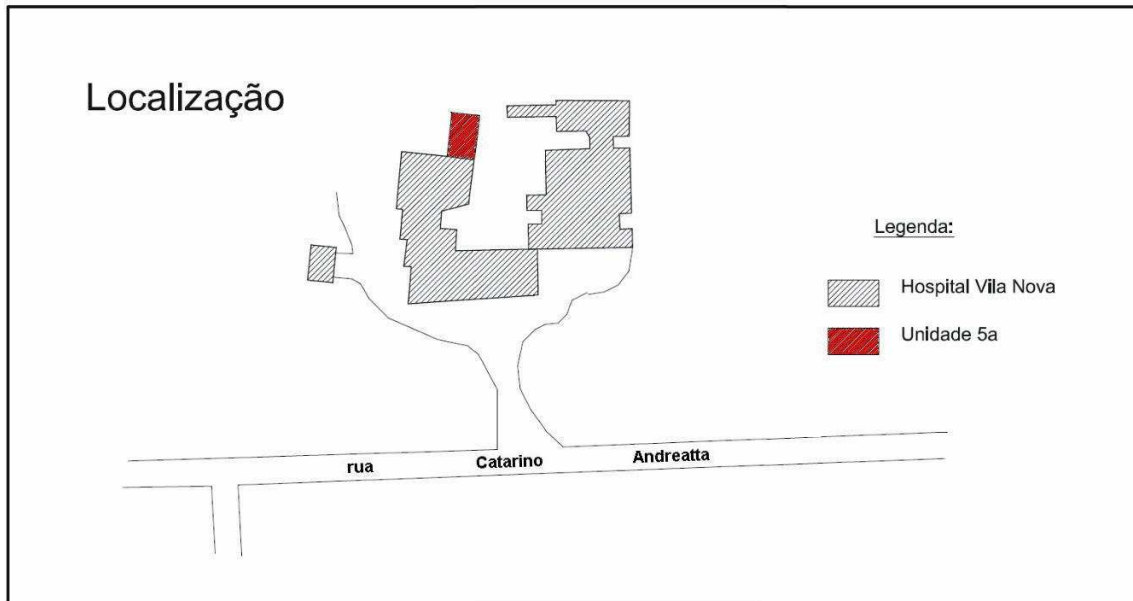 Localização
Legenda:
Hospital Vila Nova
Unidade 5a
rua Catarino Andreatta